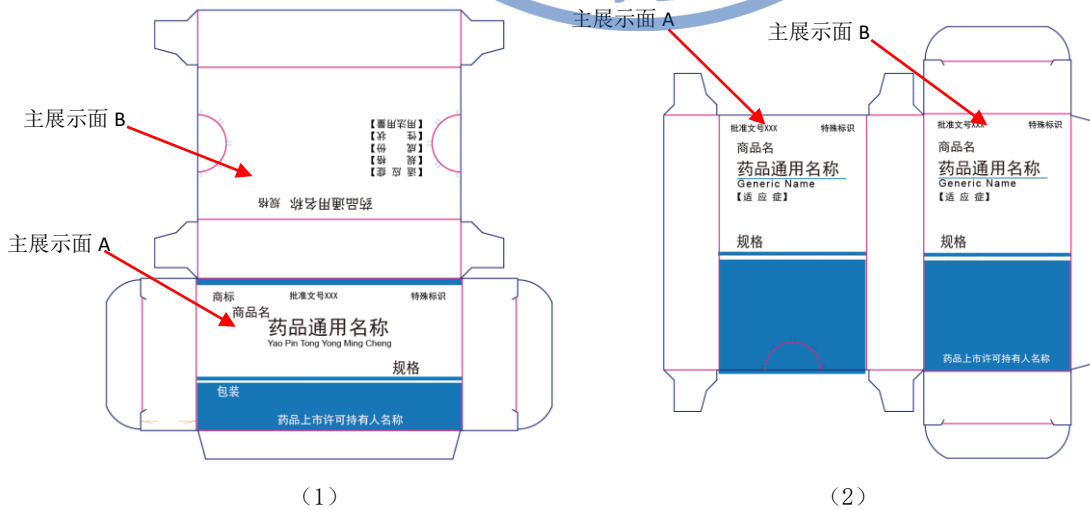 主展示面 A
主展示面 B
主展示面 B
药品通用名称 规格
【适 应 症】
【规 格】
【成 份】
【性 状】
【用法用量】
主展示面 A
商标 批准文号XXX 特殊标识
商品名
药品通用名称
Yao Pin Tong Yong Ming Cheng
规格
包装
药品上市许可持有人名称
批准文号XXX 特殊标识
商品名
药品通用名称
Generic Name
【适 应 症】
规格
批准文号XXX 特殊标识
商品名
药品通用名称
Generic Name
【适 应 症】
规格
药品上市许可持有人名称
（1）
（2）